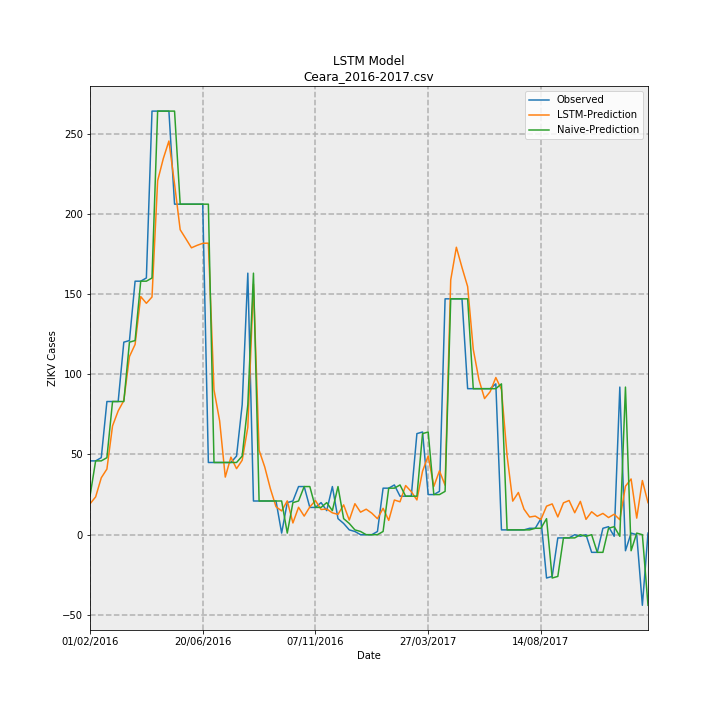 LSTM Model
Ceara_2016-2017.csv
Observed
LSTM-Prediction
Naive-Prediction
ZIKV Cases
250
200
150
100
50
0
−50
01/02/2016
20/06/2016
07/11/2016
27/03/2017
14/08/2017
Date